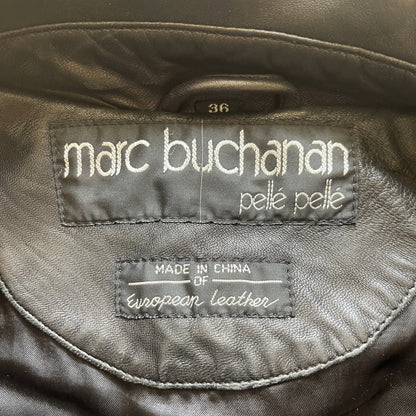 36
marc buchanan
pellé pellé
MADE IN CHINA
OF
European leather